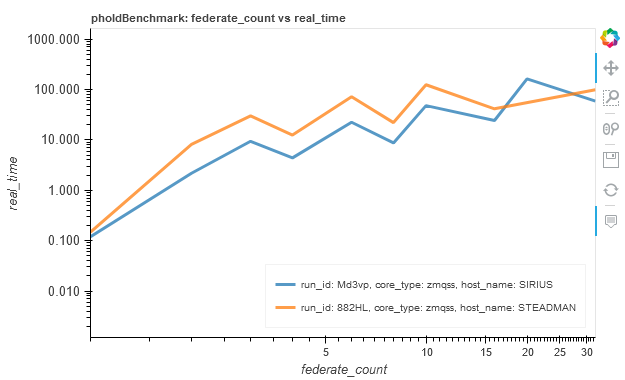 pholdBenchmark: federate_count vs real_time
1000.000
100.000
10.000
1.000
0.100
0.010
real_time
run_id: Md3vp, core_type: zmqss, host_name: SIRIUS
run_id: 882HL, core_type: zmqss, host_name: STEADMAN
5 10 15 20 25 30
federate_count